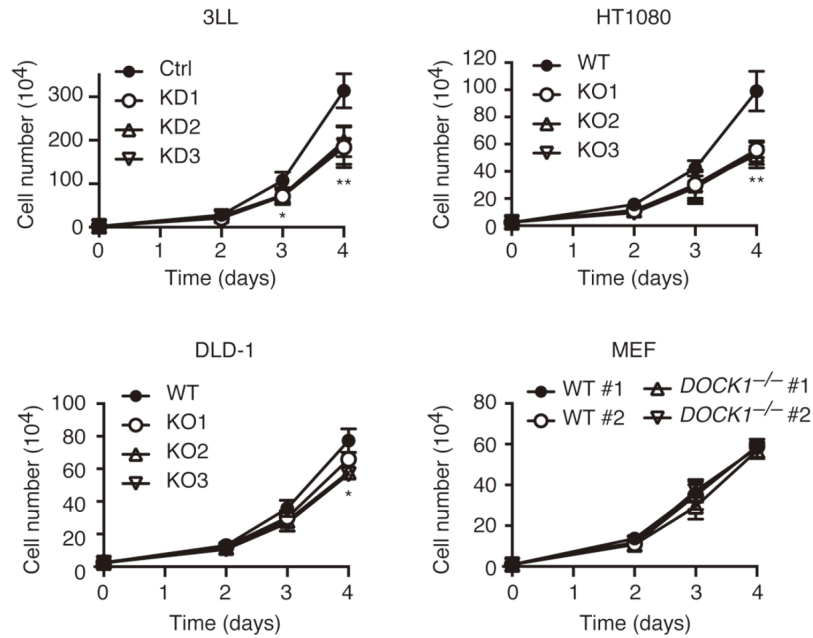 3LL
Cell number (10⁴)
300
200
100
0
Ctrl
KD1
KD2
KD3
*
**
0 1 2 3 4
Time (days)
HT1080
Cell number (10⁴)
120
100
80
60
40
20
0
WT
KO1
KO2
KO3
**
0 1 2 3 4
Time (days)
DLD-1
Cell number (10⁴)
100
80
60
40
20
0
WT
KO1
KO2
KO3
*
0 1 2 3 4
Time (days)
MEF
Cell number (10⁴)
80
60
40
20
0
WT #1 DOCK1⁻/⁻ #1
WT #2 DOCK1⁻/⁻ #2
0 1 2 3 4
Time (days)